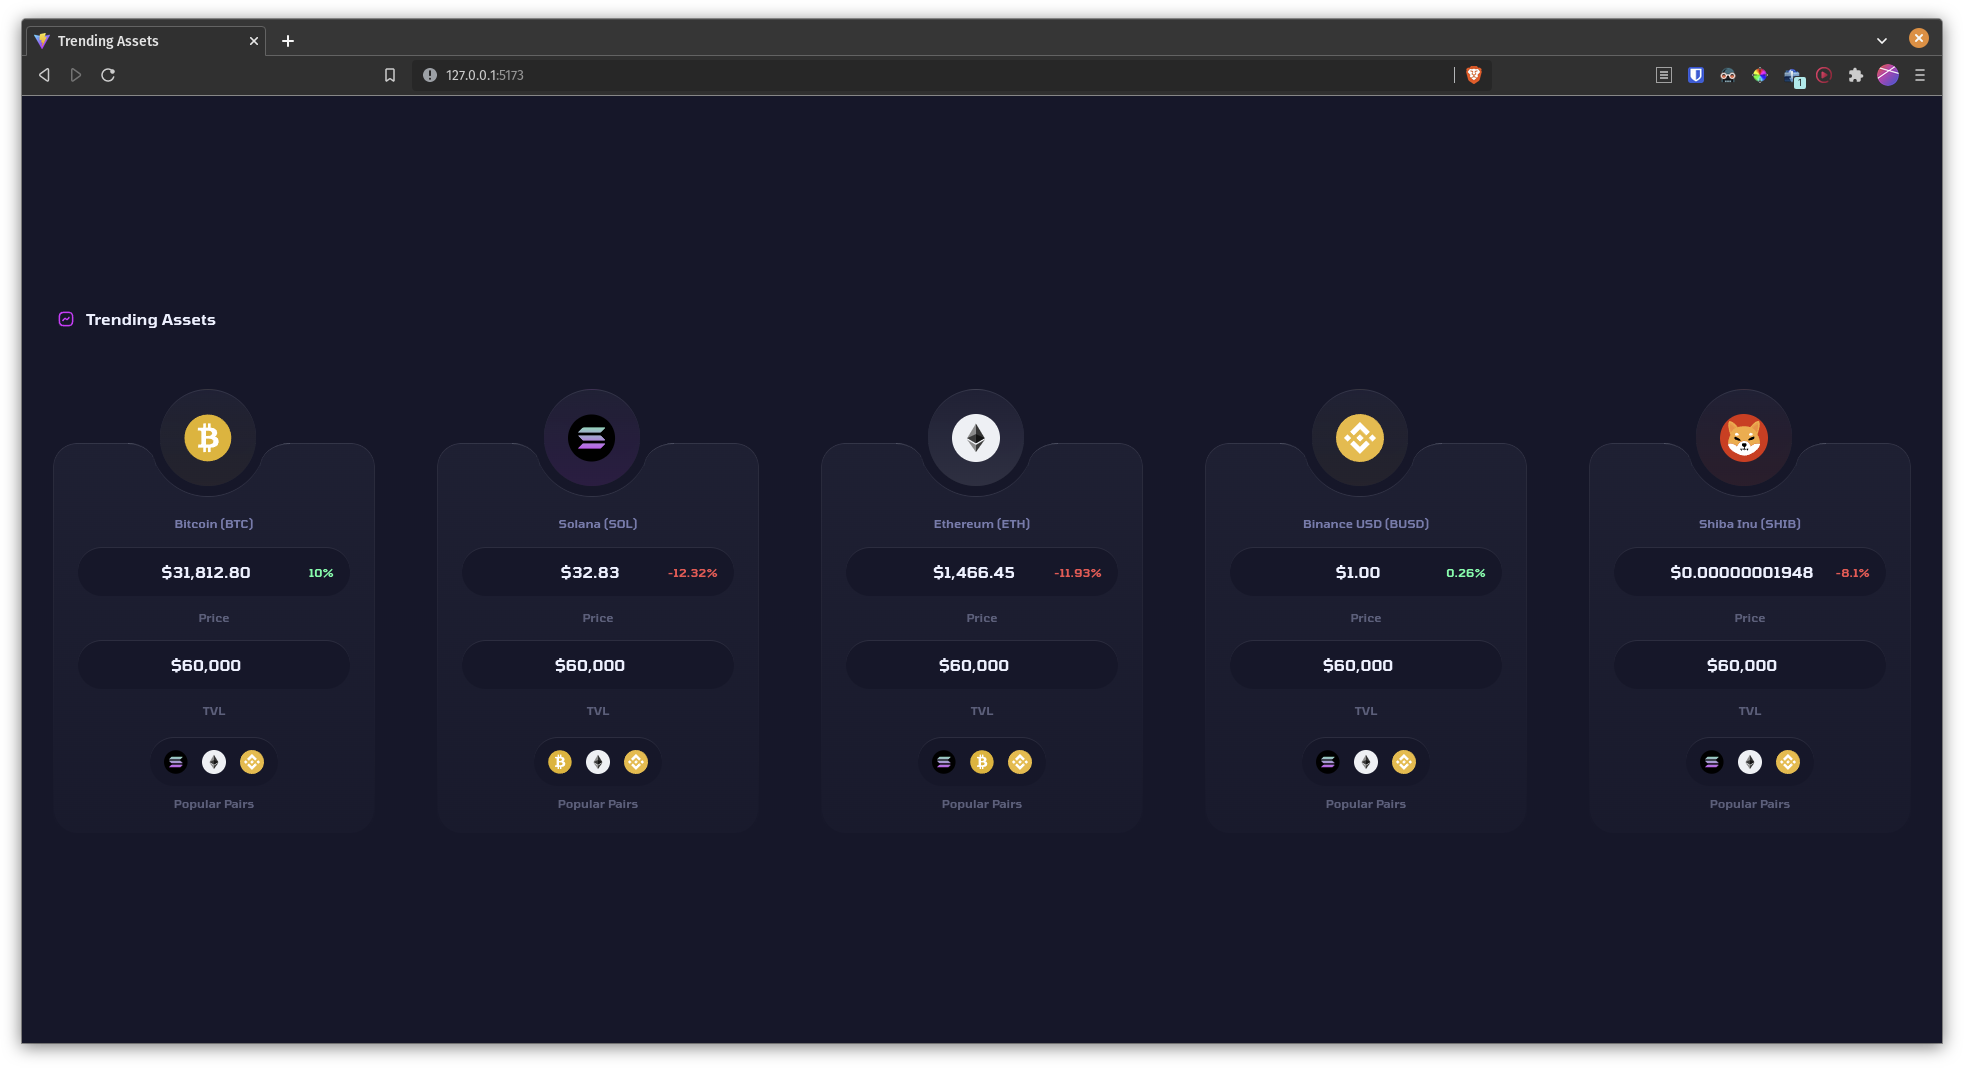 Trending Assets
127.0.0.1:5173
1
Trending Assets
Bitcoin (BTC)
$31,812.80 10%
Price
$60,000
TVL
Popular Pairs
Solana (SOL)
$32.83 -12.32%
Price
$60,000
TVL
Popular Pairs
Ethereum (ETH)
$1,466.45 -11.93%
Price
$60,000
TVL
Popular Pairs
Binance USD (BUSD)
$1.00 0.26%
Price
$60,000
TVL
Popular Pairs
Shiba Inu (SHIB)
$0.00000001948 -8.1%
Price
$60,000
TVL
Popular Pairs